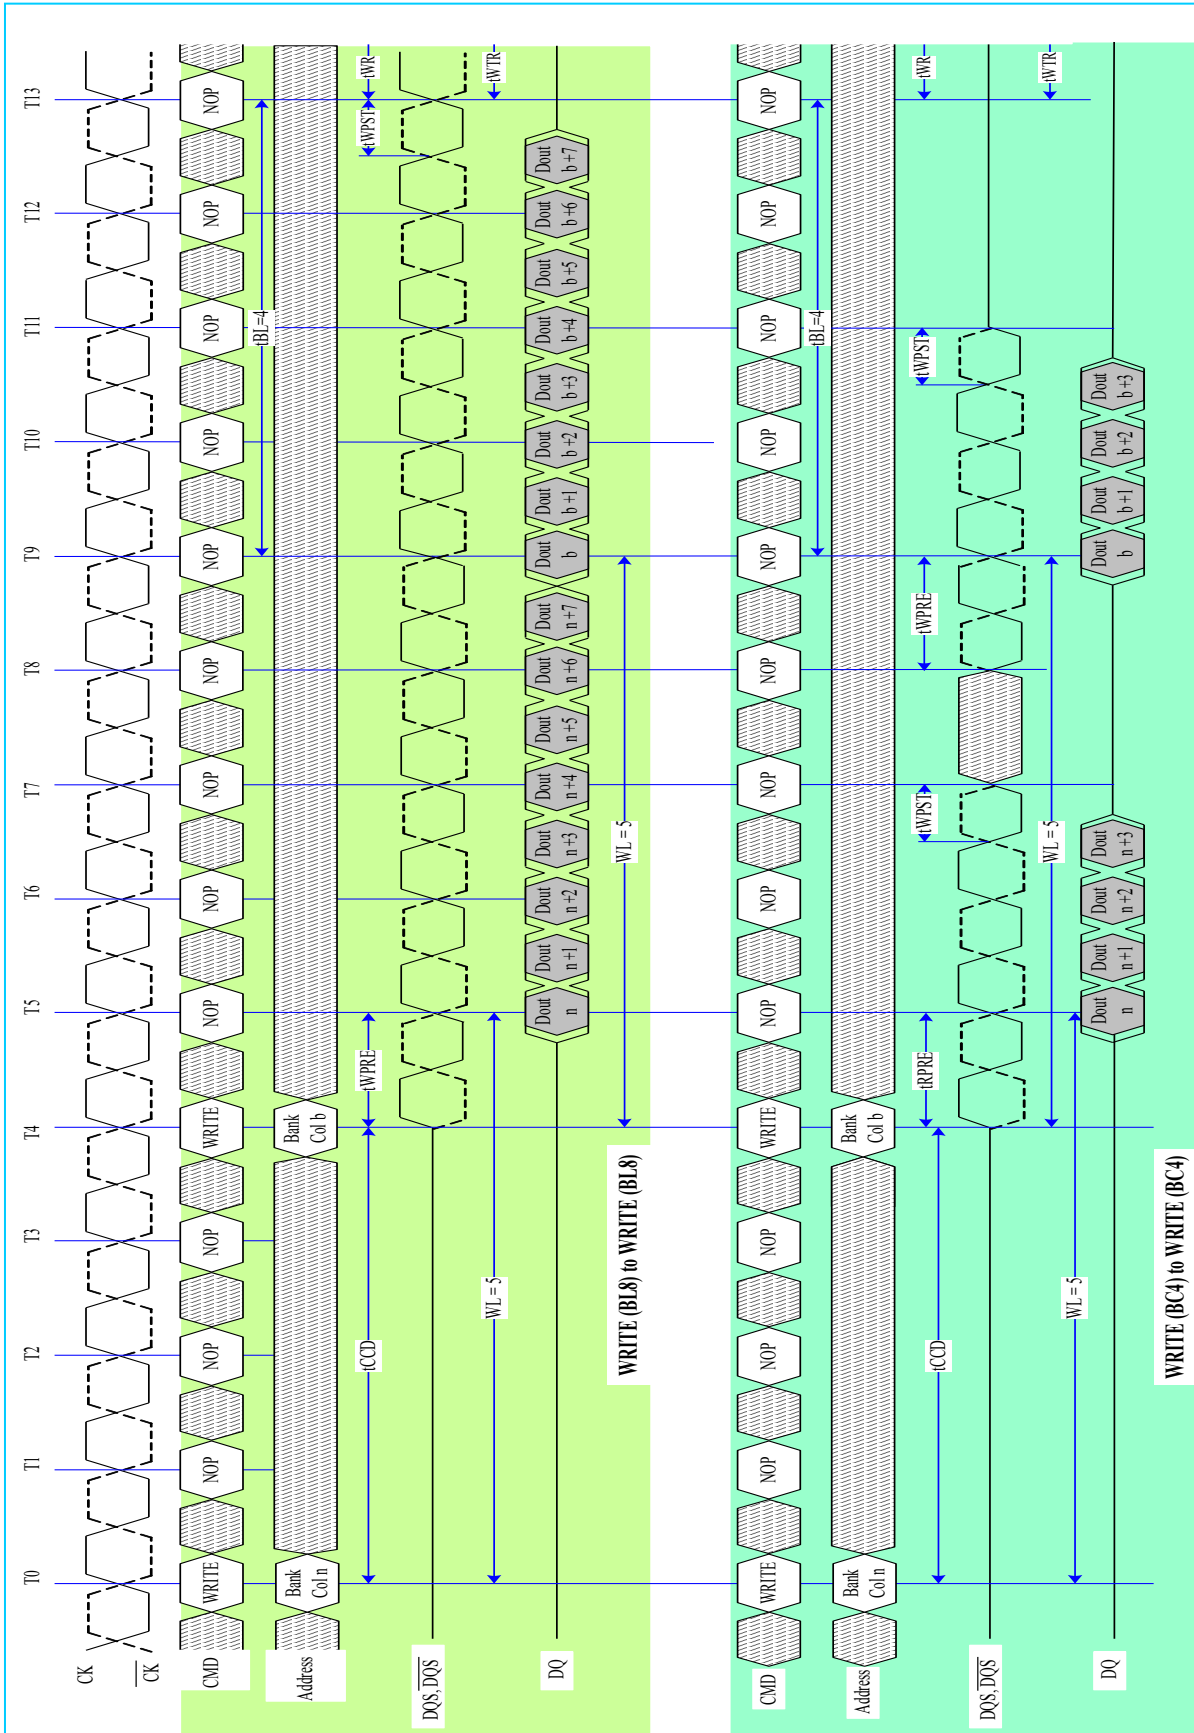 T0 T1 T2 T3 T4 T5 T6 T7 T8 T9 T10 T11 T12 T13
CK
CK
CMD WRITE NOP NOP NOP WRITE NOP NOP NOP NOP NOP NOP NOP NOP NOP
tBL=4
Address Bank Bank
Col n Col b
tCCD tWPRE tWPST tWR
DQS, DQS
WL = 5 tWTR
DQ Dout Dout Dout Dout Dout Dout Dout Dout Dout Dout Dout Dout Dout Dout Dout Dout
n n+1 n+2 n+3 n+4 n+5 n+6 n+7 b b+1 b+2 b+3 b+4 b+5 b+6 b+7
WRITE (BL8) to WRITE (BL8) WL = 5
CMD WRITE NOP NOP NOP WRITE NOP NOP NOP NOP NOP NOP NOP NOP NOP
tBL=4
Address Bank Bank
Col n Col b
tCCD tRPRE tWPST tWPRE tWPST tWR
DQS, DQS
WL = 5 WL = 5 tWTR
DQ Dout Dout Dout Dout Dout Dout Dout Dout
n n+1 n+2 n+3 b b+1 b+2 b+3
WRITE (BC4) to WRITE (BC4)